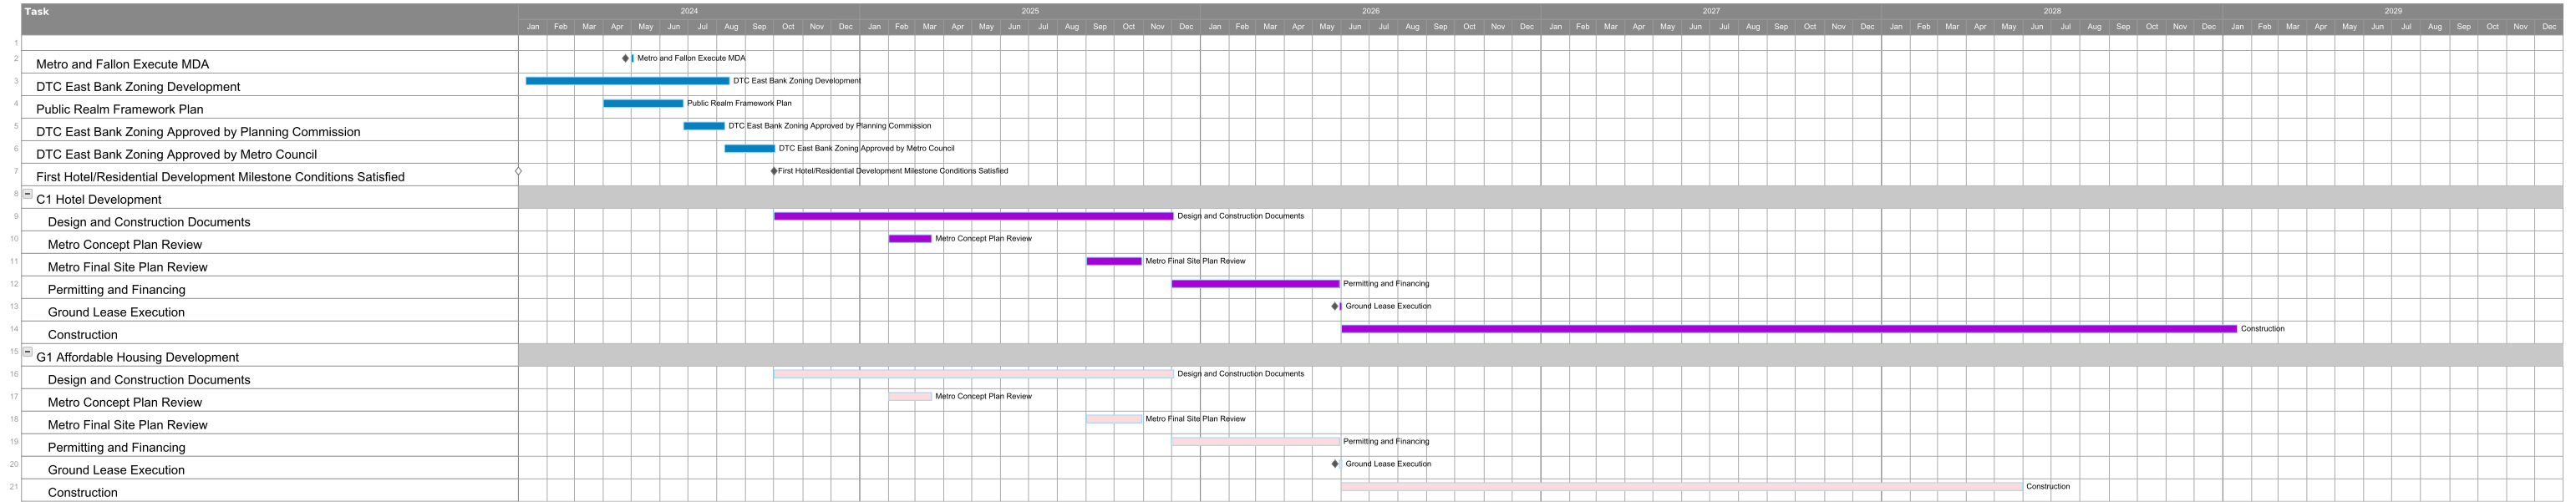 Task 2024 2025 2026 2027 2028 2029
Jan Feb Mar Apr May Jun Jul Aug Sep Oct Nov Dec Jan Feb Mar Apr May Jun Jul Aug Sep Oct Nov Dec Jan Feb Mar Apr May Jun Jul Aug Sep Oct Nov Dec Jan Feb Mar Apr May Jun Jul Aug Sep Oct Nov Dec Jan Feb Mar Apr May Jun Jul Aug Sep Oct Nov Dec Jan Feb Mar Apr May Jun Jul Aug Sep Oct Nov Dec
1
2 Metro and Fallon Execute MDA Metro and Fallon Execute MDA
3 DTC East Bank Zoning Development DTC East Bank Zoning Development
4 Public Realm Framework Plan Public Realm Framework Plan
5 DTC East Bank Zoning Approved by Planning Commission DTC East Bank Zoning Approved by Planning Commission
6 DTC East Bank Zoning Approved by Metro Council DTC East Bank Zoning Approved by Metro Council
7 First Hotel/Residential Development Milestone Conditions Satisfied First Hotel/Residential Development Milestone Conditions Satisfied
8 C1 Hotel Development
9 Design and Construction Documents Design and Construction Documents
10 Metro Concept Plan Review Metro Concept Plan Review
11 Metro Final Site Plan Review Metro Final Site Plan Review
12 Permitting and Financing Permitting and Financing
13 Ground Lease Execution Ground Lease Execution
14 Construction Construction
15 G1 Affordable Housing Development
16 Design and Construction Documents Design and Construction Documents
17 Metro Concept Plan Review Metro Concept Plan Review
18 Metro Final Site Plan Review Metro Final Site Plan Review
19 Permitting and Financing Permitting and Financing
20 Ground Lease Execution Ground Lease Execution
21 Construction Construction